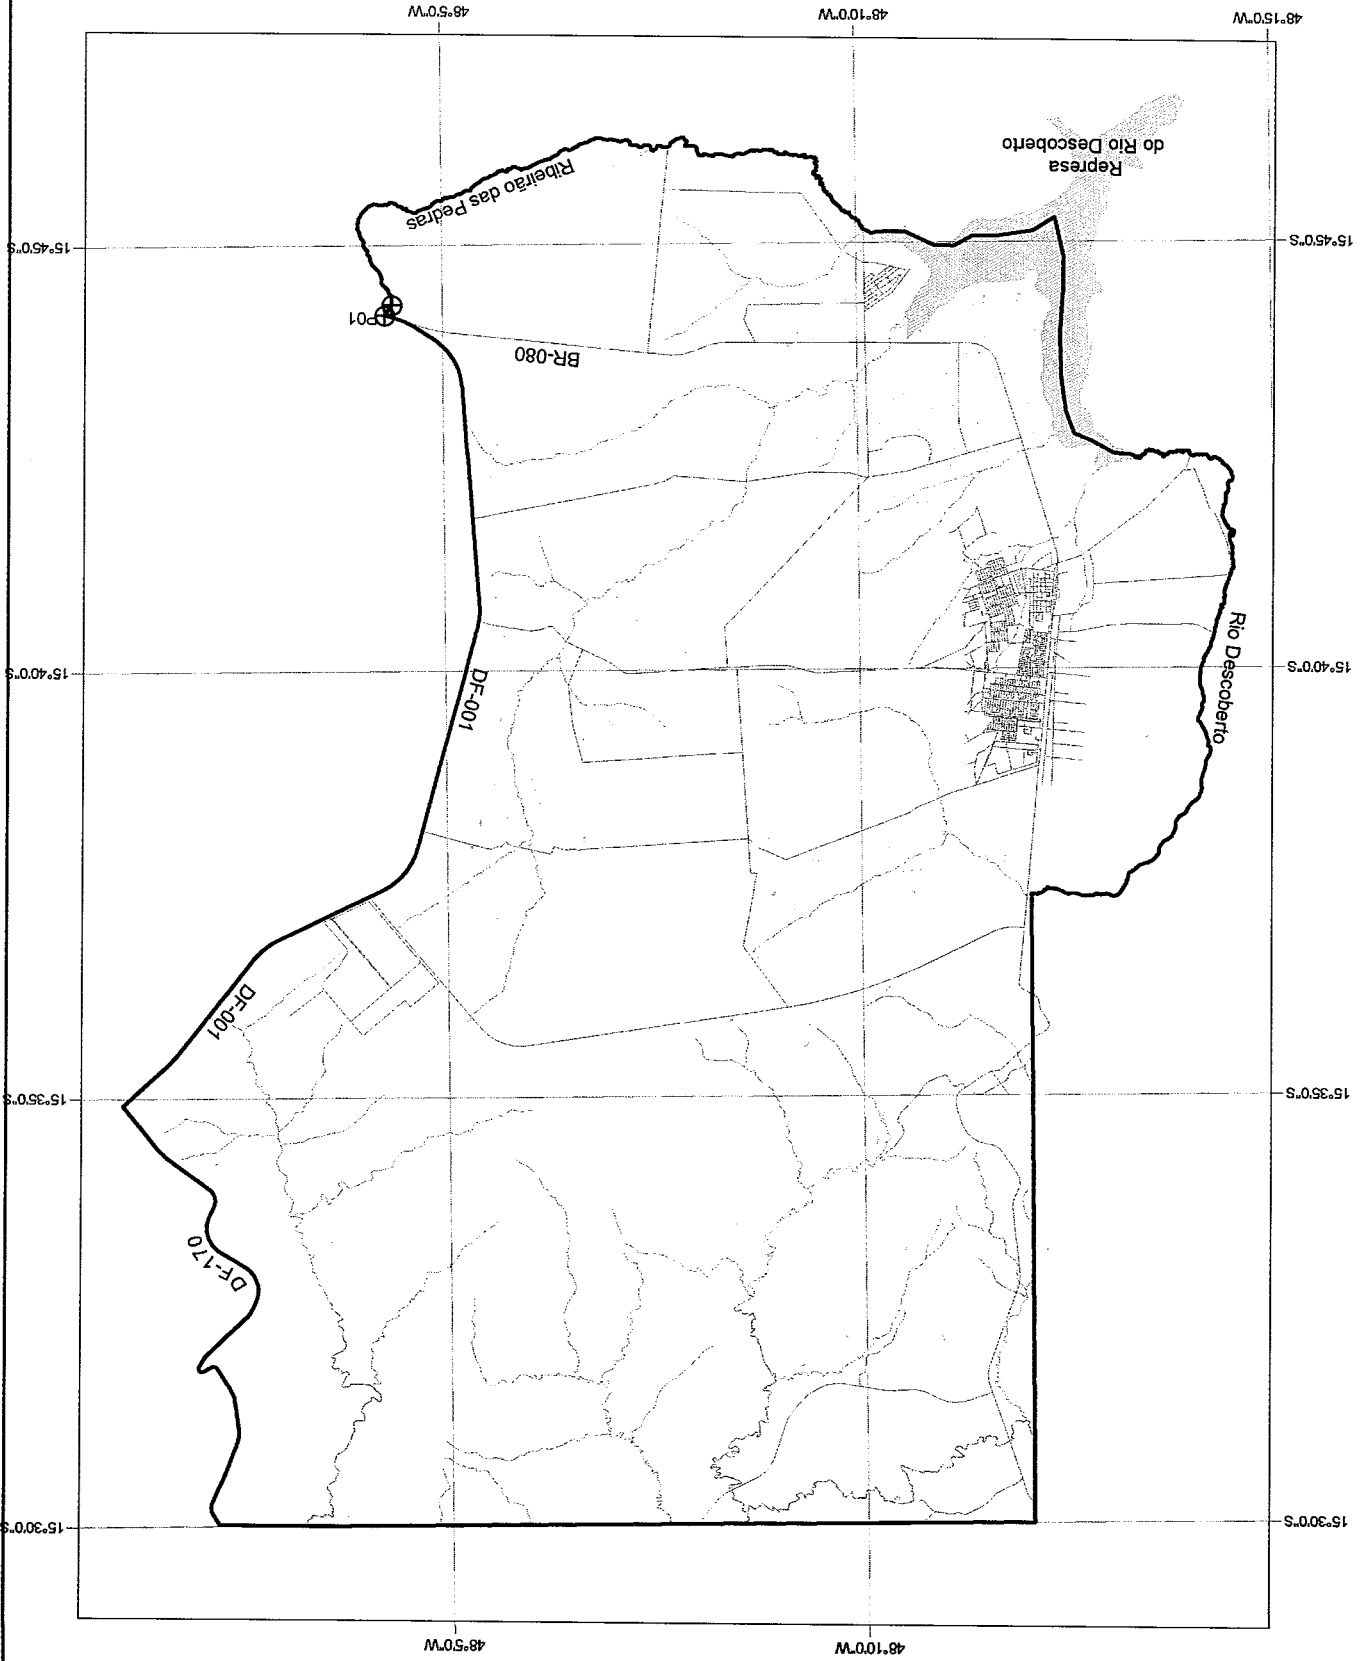 48°10'0"W
48°5'0"W
15°30'0"S
15°30'0"S
DF-170
15°35'0"S
15°35'0"S
DF-001
DF-001
15°40'0"S
15°40'0"S
Rio Descoberto
BR-080
P01
15°45'0"S
15°45'0"S
Ribeirão das Pedras
Represa
do Rio Descoberto
48°15'0"W
48°10'0"W
48°5'0"W